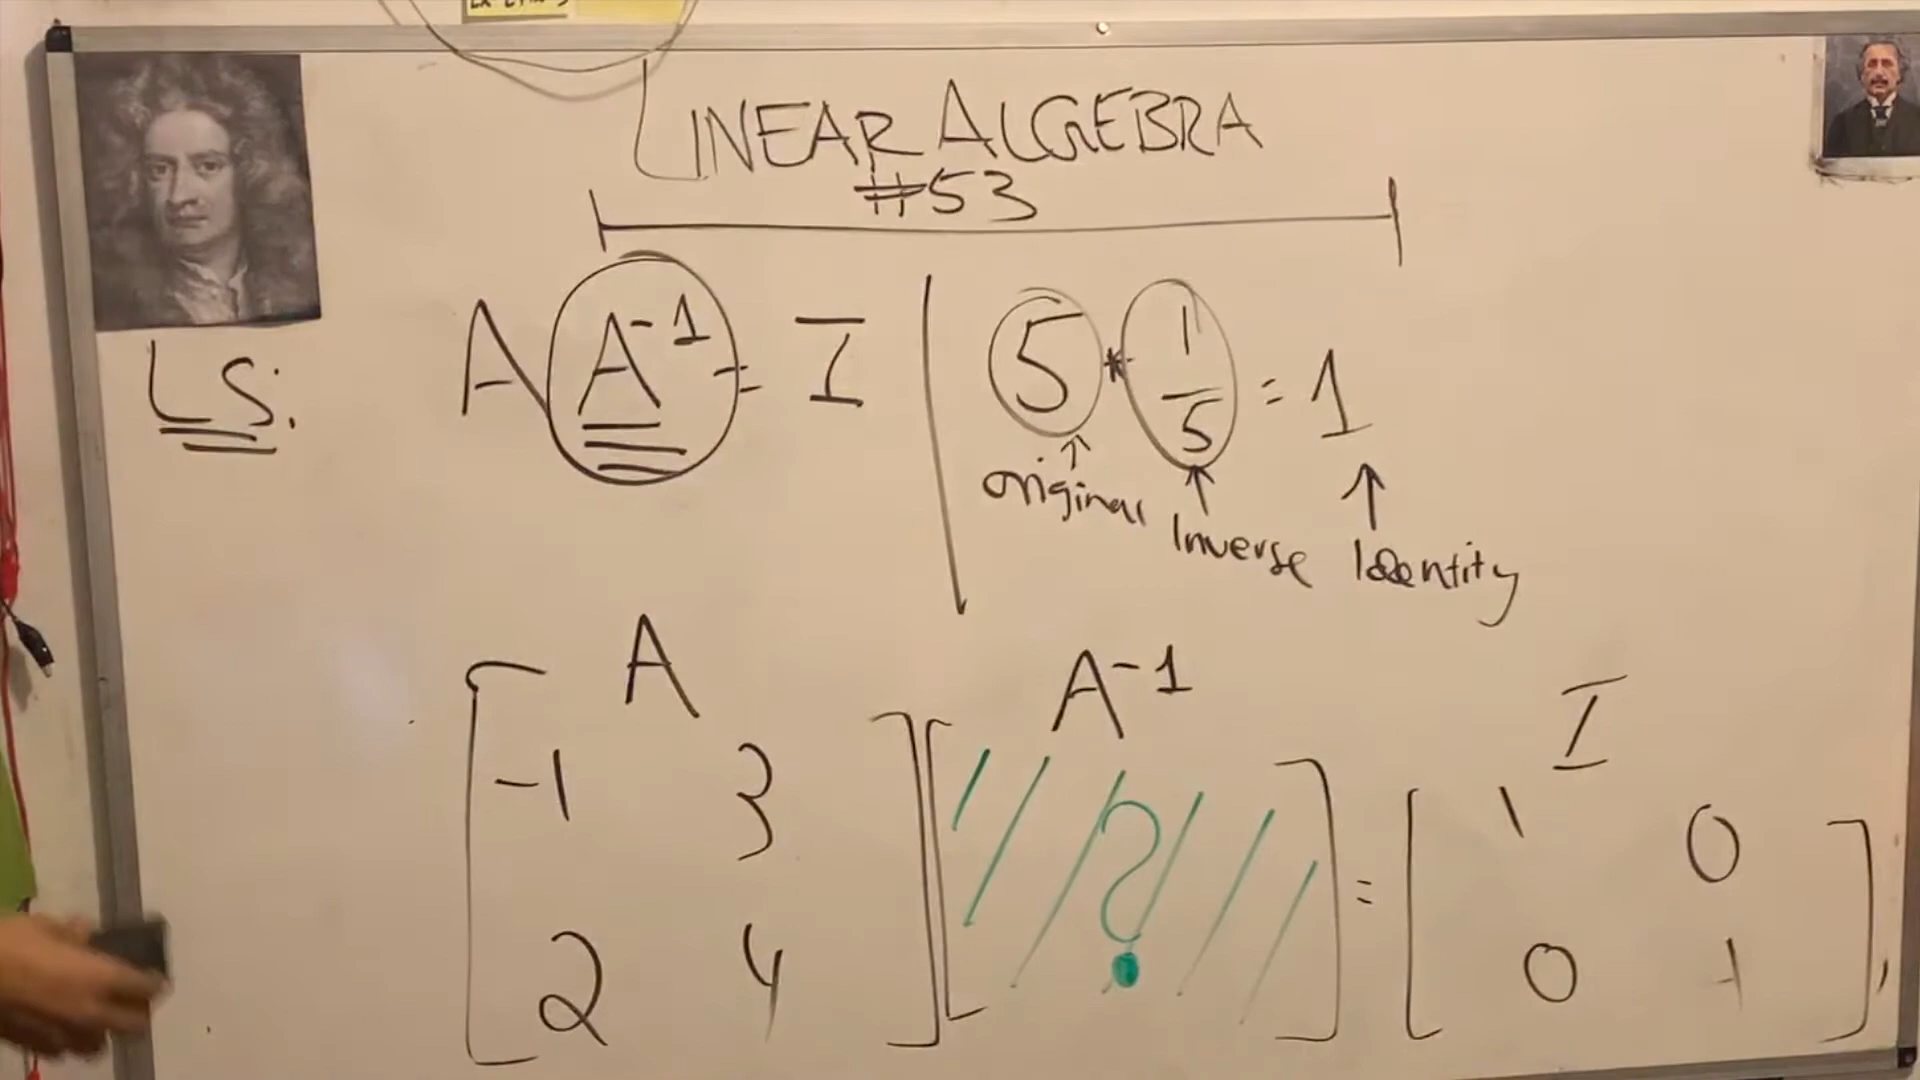 LINEAR ALGEBRA
#53
LS:
A A⁻¹ = I
5 * 1/5 = 1
original
Inverse
Identity
A
A⁻¹
I
-1 3
2 4
?
=
1 0
0 1